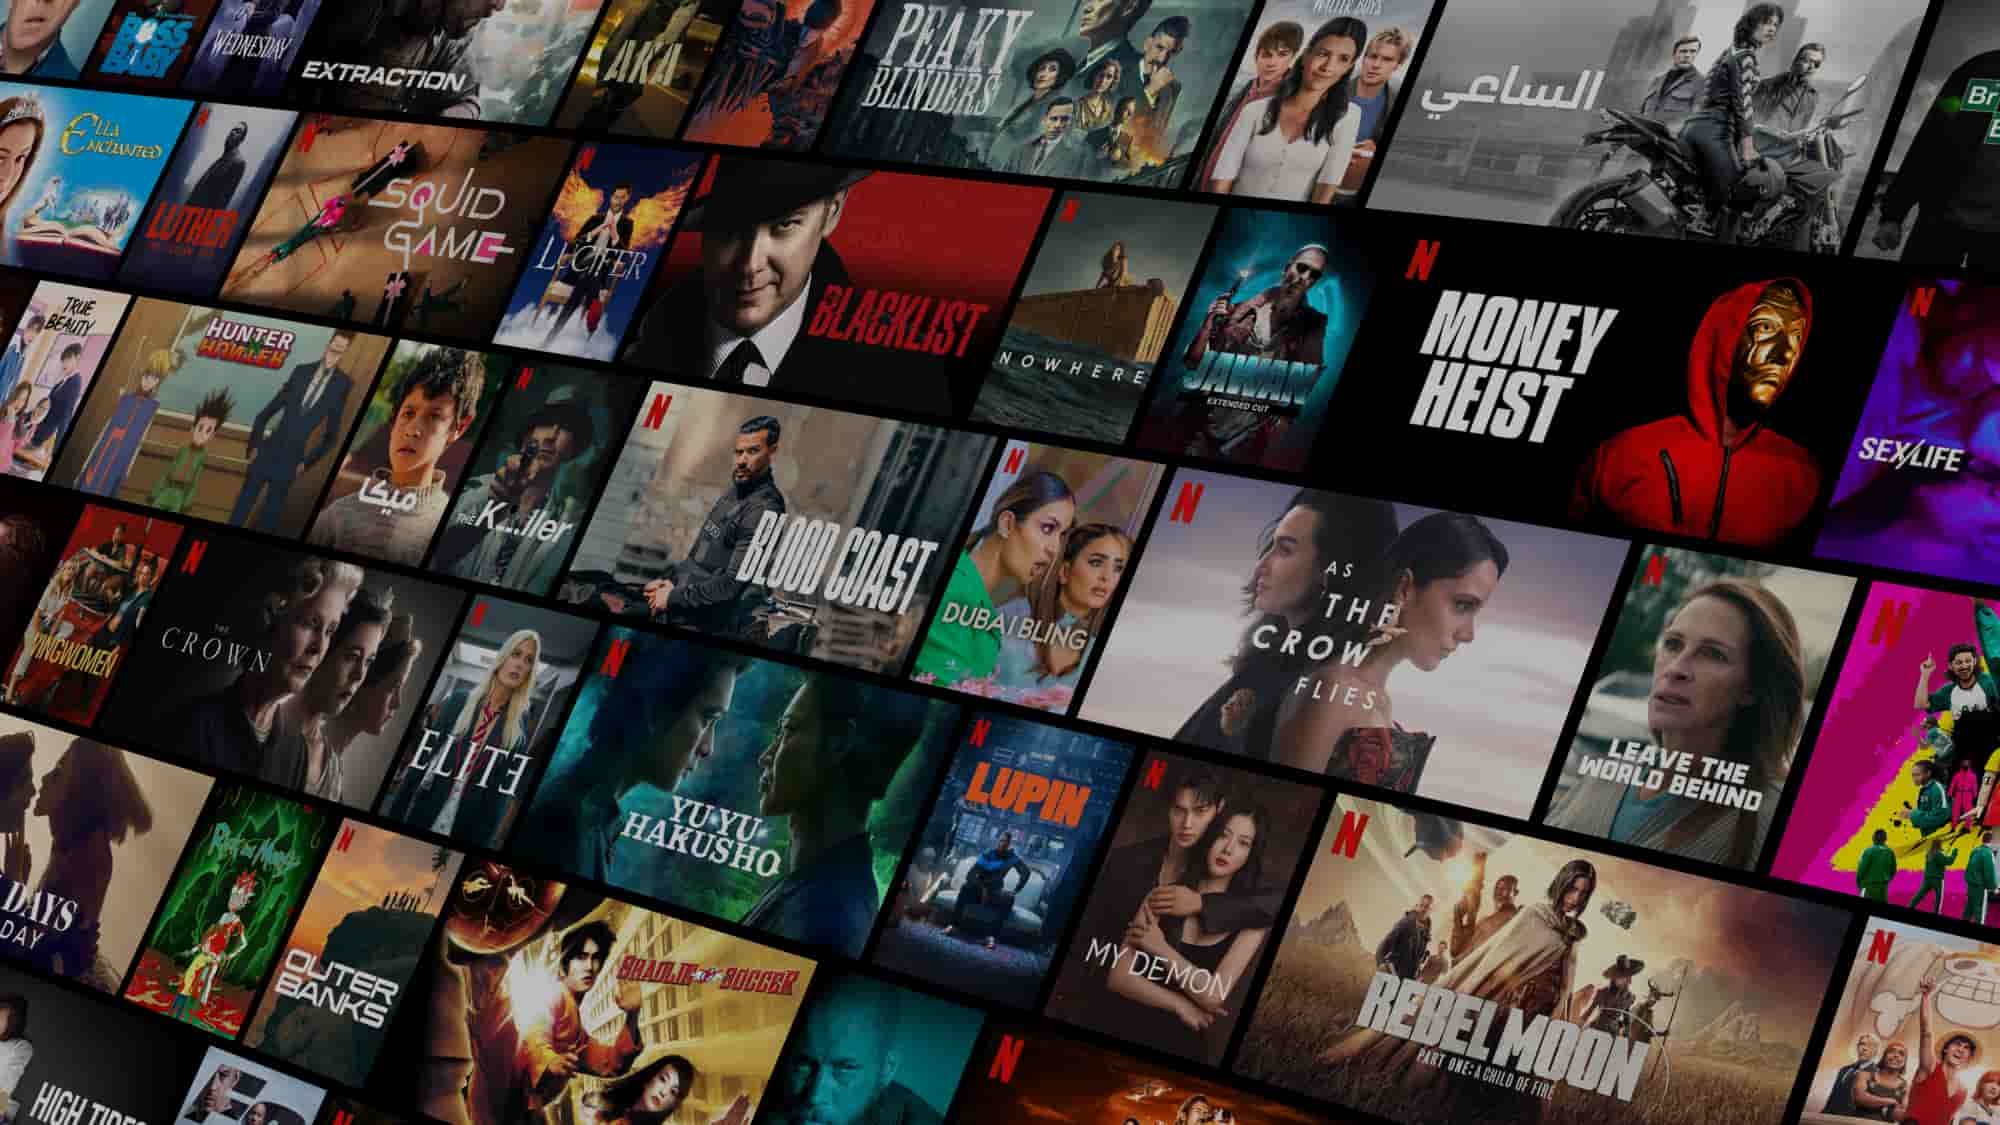 BOSS
BABY
WEDNESDAY
EXTRACTION
AKA
PEAKY
BLINDERS
WALTER BOYS
الساعي
Br
ELLA
ENCHANTED
LUTHER
SQUID
GAME
LUCIFER
BLACKLIST
NOWHERE
JAWAN
EXTENDED CUT
MONEY
HEIST
SEX/LIFE
TRUE
BEAUTY
HUNTER
HUNTER
ميكا
THE K...ller
BLOOD COAST
DUBAI BLING
AS
THE
CROW
FLIES
LEAVE THE
WORLD BEHIND
WINGWOMEN
THE
CROWN
ELITE
YU YU
HAKUSHO
LUPIN
MY DEMON
REBEL MOON
PART ONE: A CHILD OF FIRE
DAYS
DAY
Rick and Morty
OUTER
BANKS
SHAOLIN SOCCER
HIGH TIDES